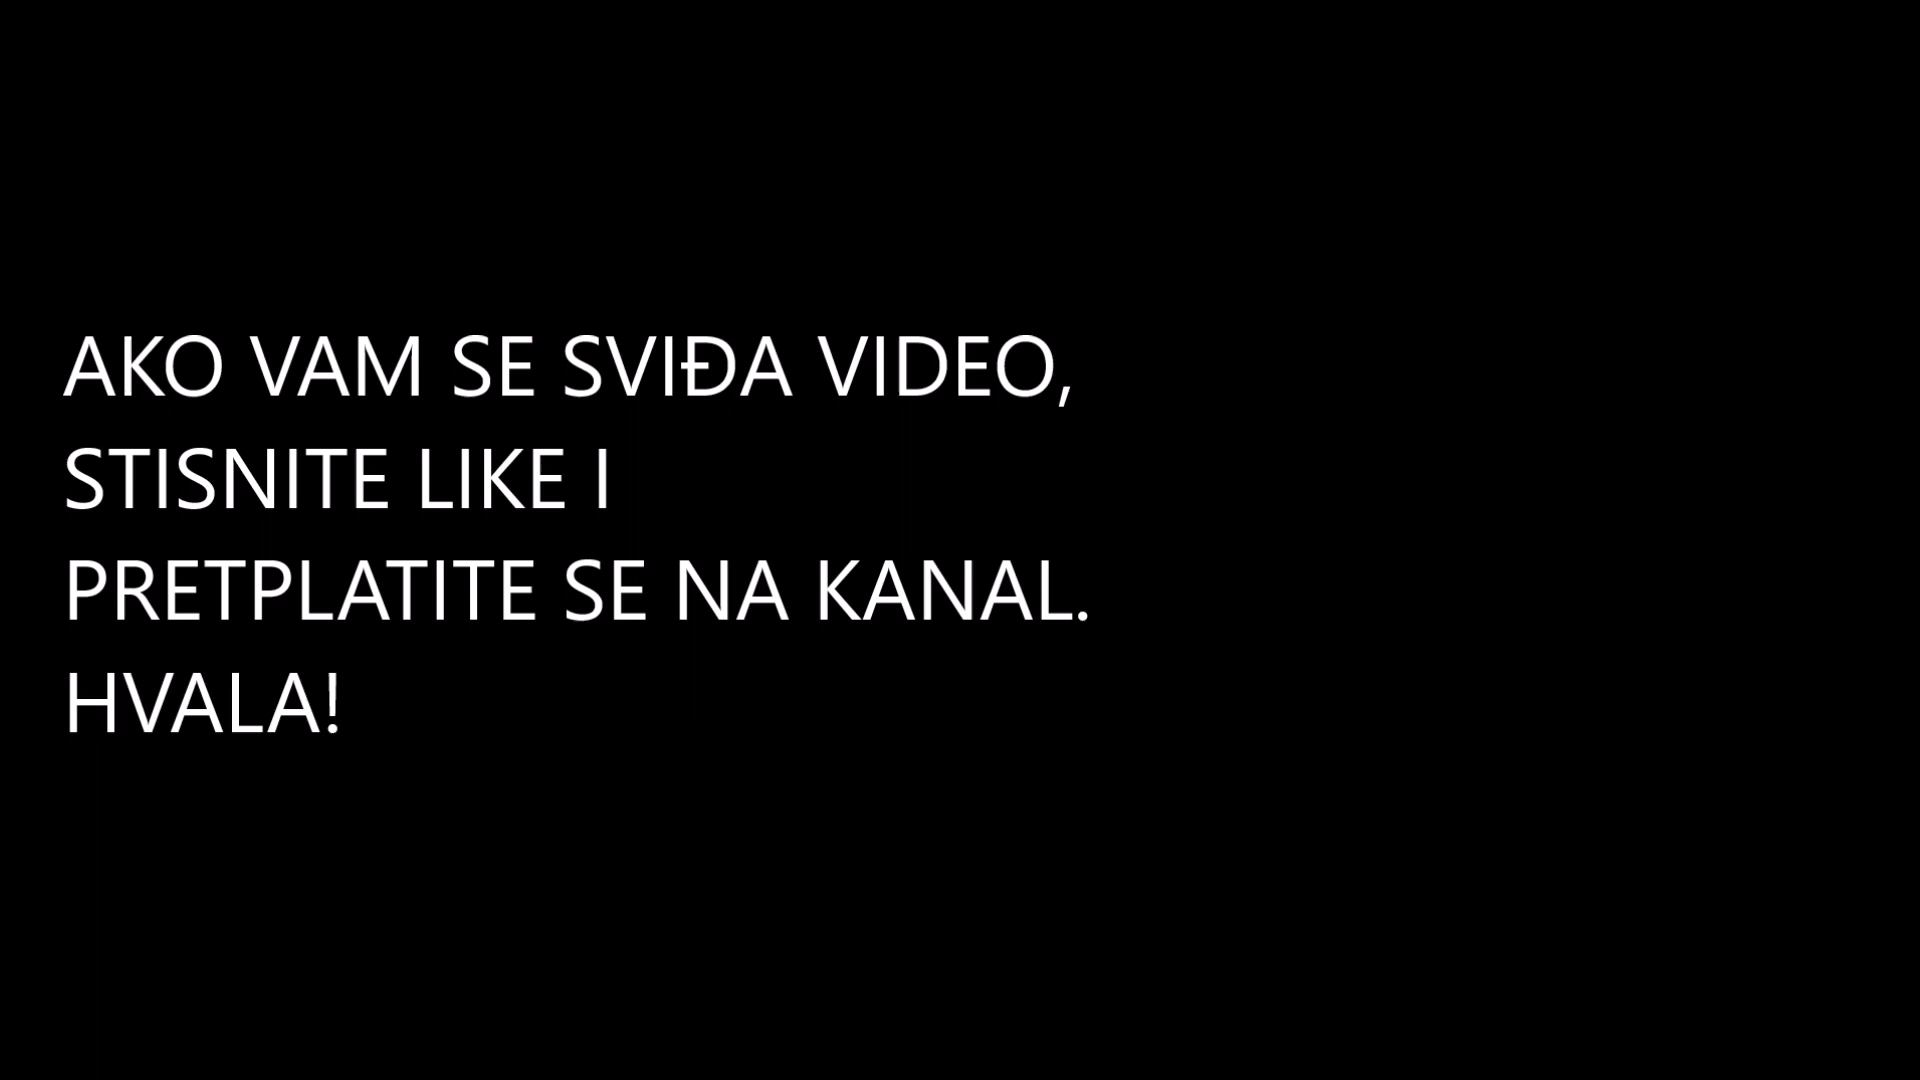 AKO VAM SE SVIĐA VIDEO,
STISNITE LIKE I
PRETPLATITE SE NA KANAL.
HVALA!